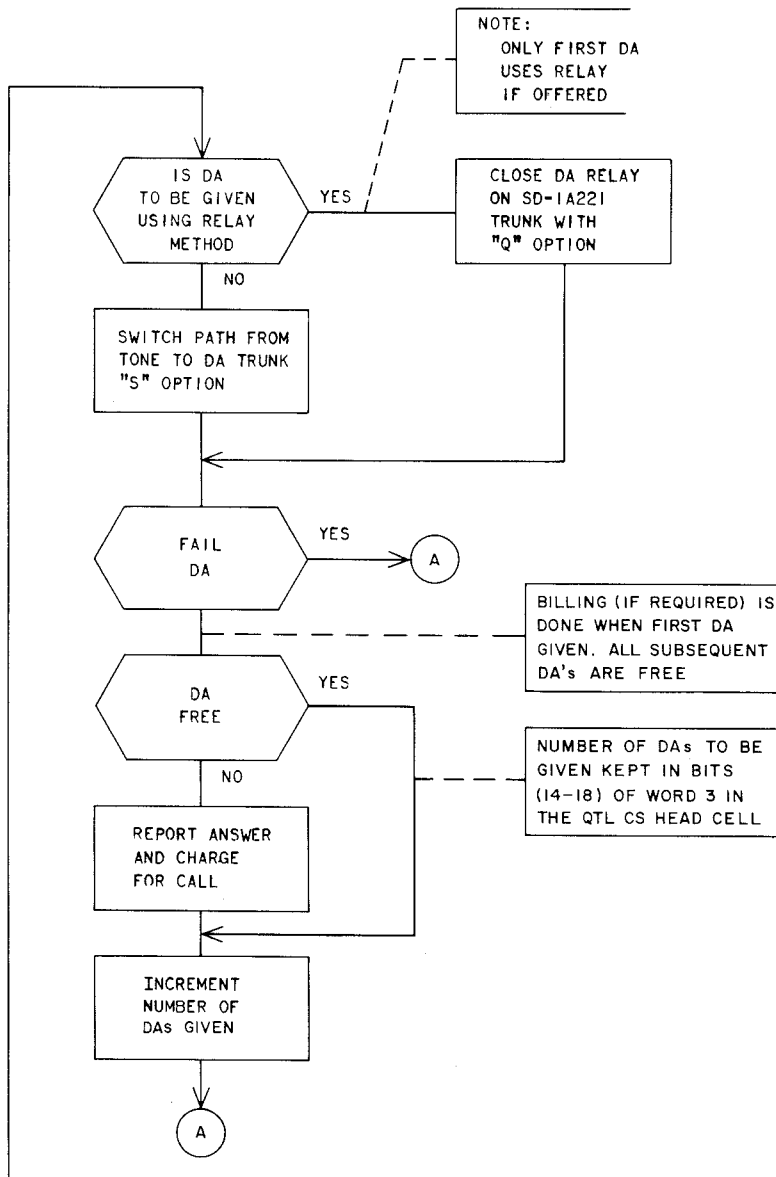 NOTE:
ONLY FIRST DA
USES RELAY
IF OFFERED
IS DA
TO BE GIVEN
USING RELAY
METHOD
YES
CLOSE DA RELAY
ON SD-1A221
TRUNK WITH
"Q" OPTION
NO
SWITCH PATH FROM
TONE TO DA TRUNK
"S" OPTION
FAIL
DA
YES
A
BILLING (IF REQUIRED) IS
DONE WHEN FIRST DA
GIVEN. ALL SUBSEQUENT
DA's ARE FREE
DA
FREE
YES
NUMBER OF DAs TO BE
GIVEN KEPT IN BITS
(14-18) OF WORD 3 IN
THE QTL CS HEAD CELL
NO
REPORT ANSWER
AND CHARGE
FOR CALL
INCREMENT
NUMBER OF
DAs GIVEN
A